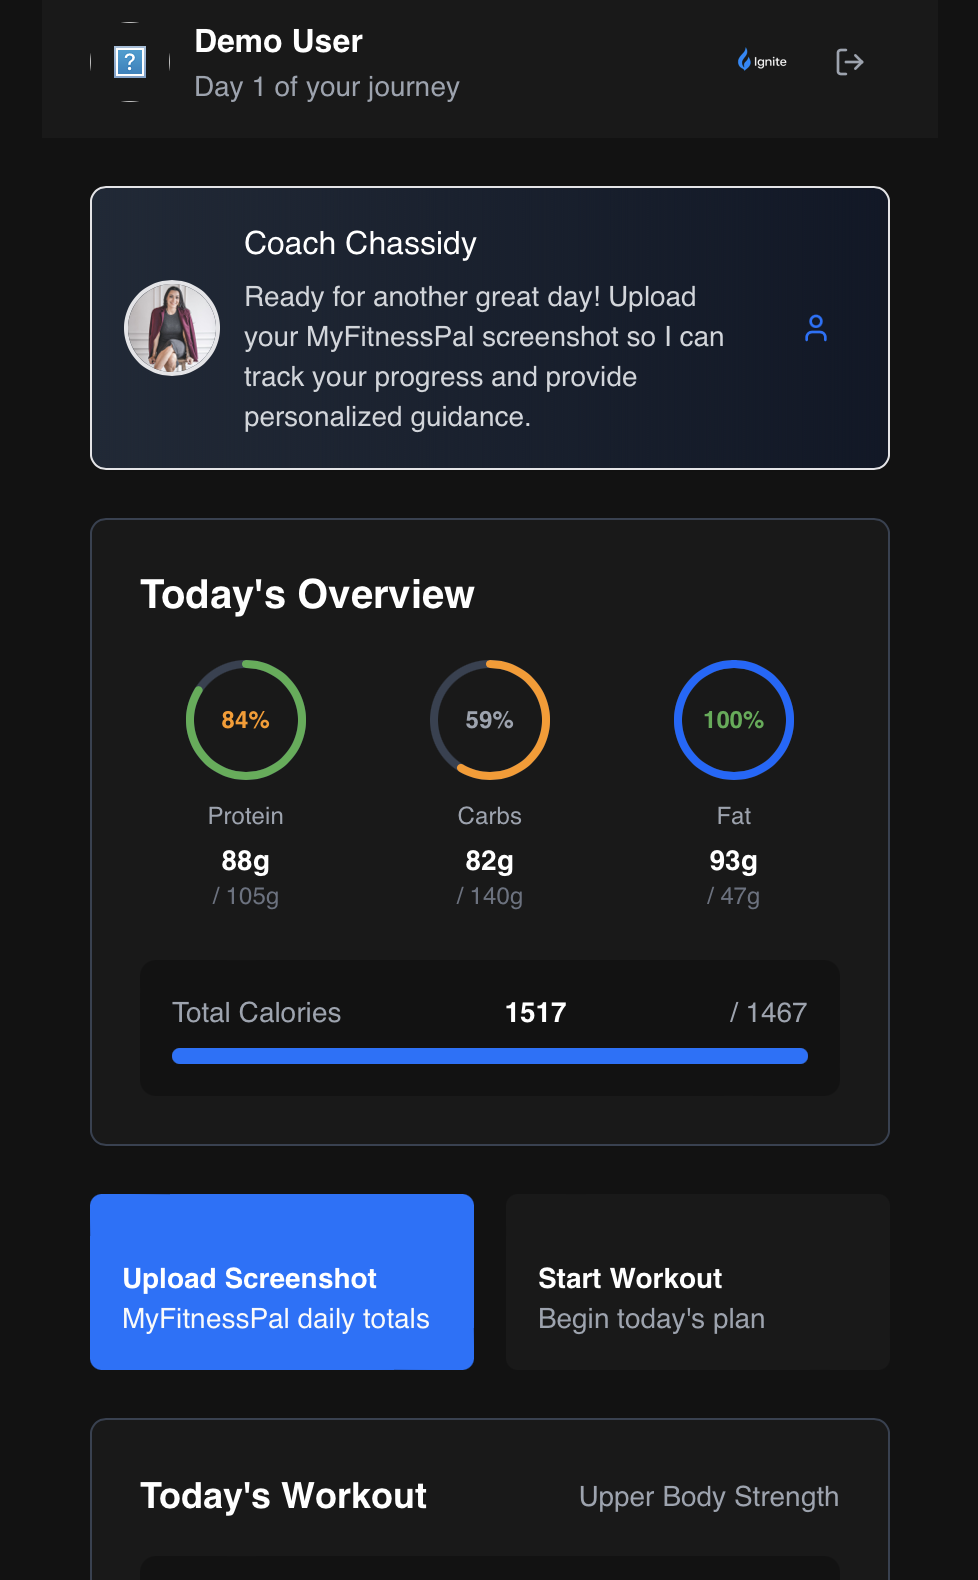 Demo User
Day 1 of your journey
Ignite
Coach Chassidy
Ready for another great day! Upload
your MyFitnessPal screenshot so I can
track your progress and provide
personalized guidance.
Today's Overview
84%
59%
100%
Protein
Carbs
Fat
88g
82g
93g
/ 105g
/ 140g
/ 47g
Total Calories
1517
/ 1467
Upload Screenshot
MyFitnessPal daily totals
Start Workout
Begin today's plan
Today's Workout
Upper Body Strength